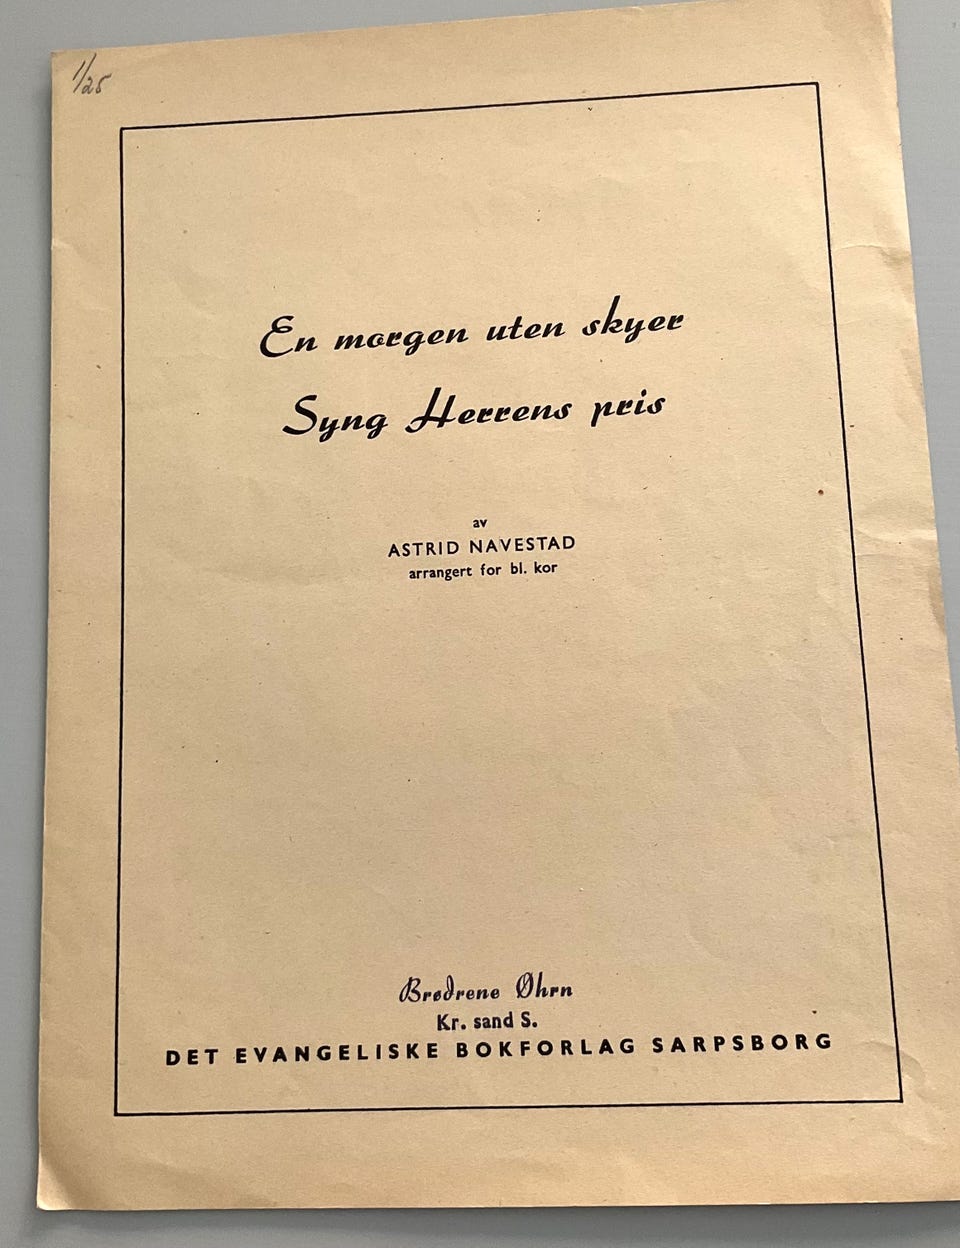 1/25
En morgen uten skyer
Syng Herrens pris
av
ASTRID NAVESTAD
arrangert for bl. kor
Brødrene Øhrn
Kr. sand S.
DET EVANGELISKE BOKFORLAG SARPSBORG